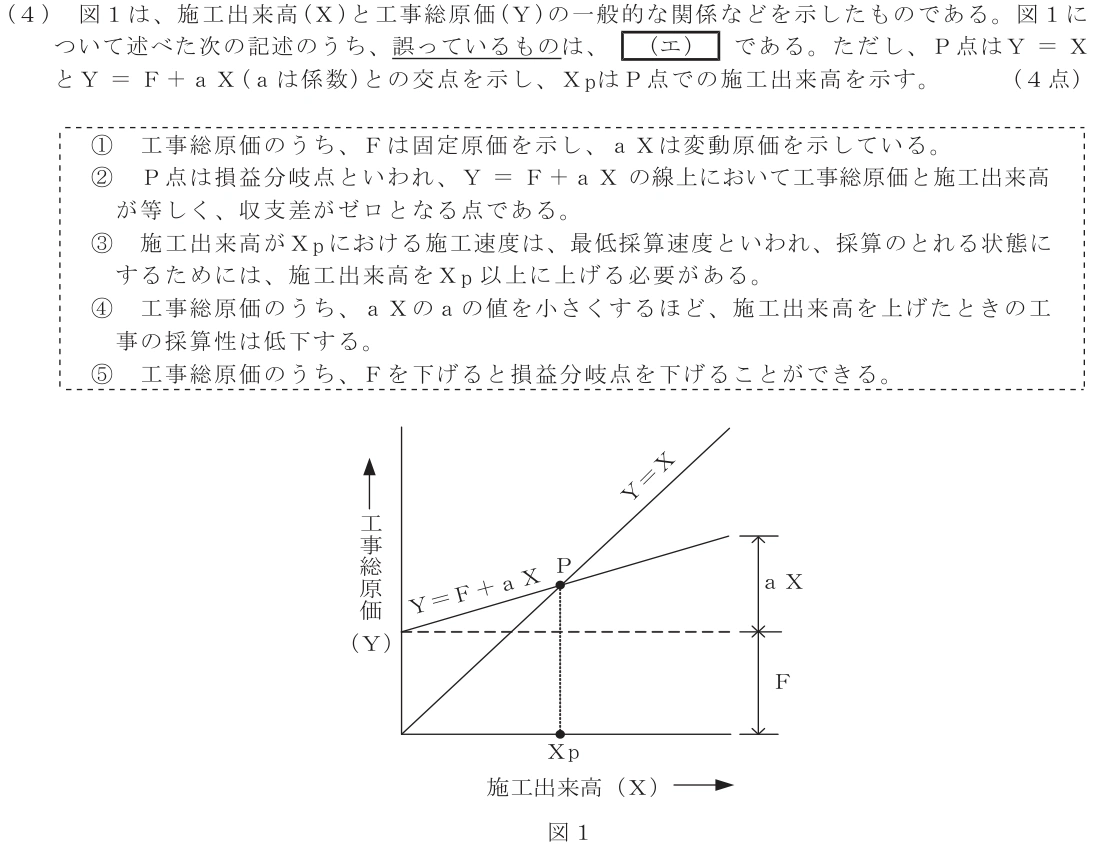 (４) 図１は、施工出来高(Ｘ)と工事総原価(Ｙ)の一般的な関係などを示したものである。図１に
ついて述べた次の記述のうち、誤っているものは、 (エ) である。ただし、Ｐ点はＹ ＝ Ｘ
とＹ ＝ Ｆ＋ａＸ(ａは係数)との交点を示し、ＸpはＰ点での施工出来高を示す。 (４点)
① 工事総原価のうち、Ｆは固定原価を示し、ａＸは変動原価を示している。
② Ｐ点は損益分岐点といわれ、Ｙ ＝ Ｆ＋ａＸの線上において工事総原価と施工出来高
が等しく、収支差がゼロとなる点である。
③ 施工出来高がＸpにおける施工速度は、最低採算速度といわれ、採算のとれる状態に
するためには、施工出来高をＸp以上に上げる必要がある。
④ 工事総原価のうち、ａＸのａの値を小さくするほど、施工出来高を上げたときの工
事の採算性は低下する。
⑤ 工事総原価のうち、Ｆを下げると損益分岐点を下げることができる。
Ｙ＝Ｘ
Ｐ
Ｙ＝Ｆ＋ａＸ
工事総原価
(Ｙ)
ａＸ
Ｆ
Ｘp
施工出来高 (Ｘ)
図１